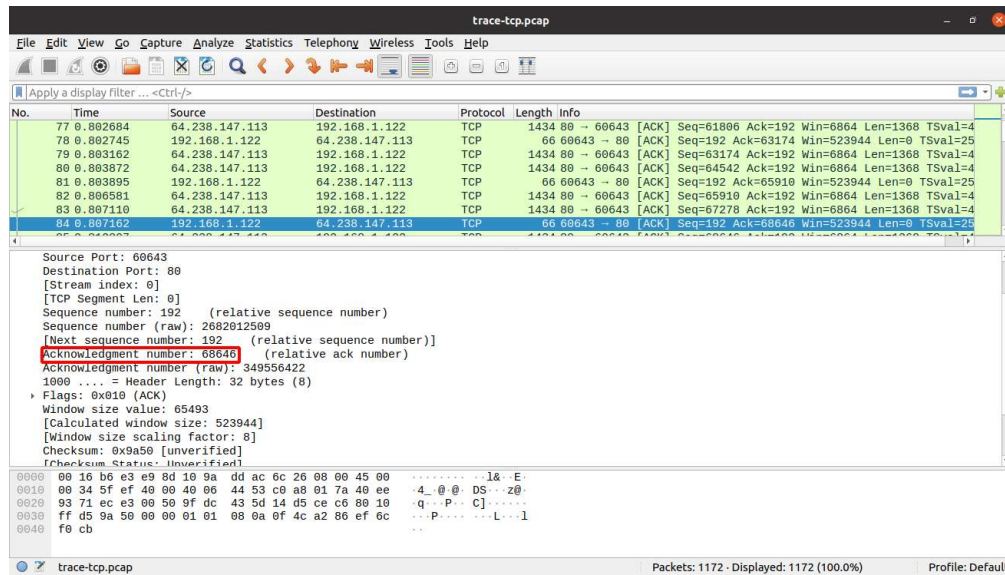 trace-tcp.pcap
File Edit View Go Capture Analyze Statistics Telephony Wireless Tools Help
Apply a display filter ... <Ctrl-/>
No. Time Source Destination Protocol Length Info
77 0.802684 64.238.147.113 192.168.1.122 TCP 1434 80 → 60643 [ACK] Seq=61806 Ack=192 Win=6864 Len=1368 TSval=4
78 0.802745 192.168.1.122 64.238.147.113 TCP 66 60643 → 80 [ACK] Seq=192 Ack=63174 Win=523944 Len=0 TSval=25
79 0.803162 64.238.147.113 192.168.1.122 TCP 1434 80 → 60643 [ACK] Seq=63174 Ack=192 Win=6864 Len=1368 TSval=4
80 0.803872 64.238.147.113 192.168.1.122 TCP 1434 80 → 60643 [ACK] Seq=64542 Ack=192 Win=6864 Len=1368 TSval=4
81 0.803895 192.168.1.122 64.238.147.113 TCP 66 60643 → 80 [ACK] Seq=192 Ack=65910 Win=523944 Len=0 TSval=25
82 0.806581 64.238.147.113 192.168.1.122 TCP 1434 80 → 60643 [ACK] Seq=65910 Ack=192 Win=6864 Len=1368 TSval=4
83 0.807110 64.238.147.113 192.168.1.122 TCP 1434 80 → 60643 [ACK] Seq=67278 Ack=192 Win=6864 Len=1368 TSval=4
84 0.807162 192.168.1.122 64.238.147.113 TCP 66 60643 → 80 [ACK] Seq=192 Ack=68646 Win=523944 Len=0 TSval=25
Source Port: 60643
Destination Port: 80
[Stream index: 0]
[TCP Segment Len: 0]
Sequence number: 192 (relative sequence number)
Sequence number (raw): 2682012509
[Next sequence number: 192 (relative sequence number)]
Acknowledgment number: 68646 (relative ack number)
Acknowledgment number (raw): 349556422
1000 .... = Header Length: 32 bytes (8)
Flags: 0x010 (ACK)
Window size value: 65493
[Calculated window size: 523944]
[Window size scaling factor: 8]
Checksum: 0x9a50 [unverified]
[Checksum Status: Unverified]
0000 00 16 b6 e3 e9 8d 10 9a dd ac 6c 26 08 00 45 00 ········ ··l&··E·
0010 00 34 5f ef 40 00 40 06 44 53 c0 a8 01 7a 40 ee ·4_·@·@· DS···z@·
0020 93 71 ec e3 00 50 9f dc 43 5d 14 d5 ce c6 80 10 ·q···P·· C]······
0030 ff d5 9a 50 00 00 01 01 08 0a 0f 4c a2 86 ef 6c ···P···· ···L···l
0040 f0 cb ··
trace-tcp.pcap Packets: 1172 · Displayed: 1172 (100.0%) Profile: Defaul